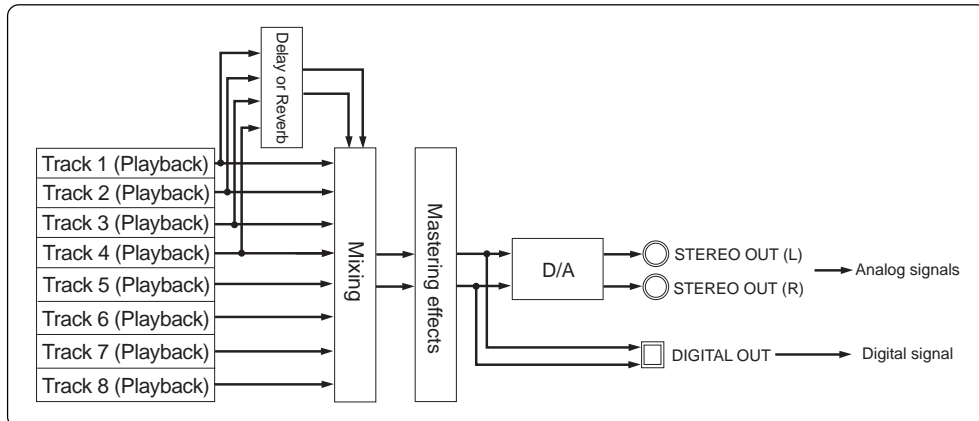 Delay or Reverb
Track 1 (Playback)
Track 2 (Playback)
Track 3 (Playback)
Track 4 (Playback)
Track 5 (Playback)
Track 6 (Playback)
Track 7 (Playback)
Track 8 (Playback)
Mixing
Mastering effects
D/A
STEREO OUT (L)
STEREO OUT (R)
Analog signals
DIGITAL OUT
Digital signal